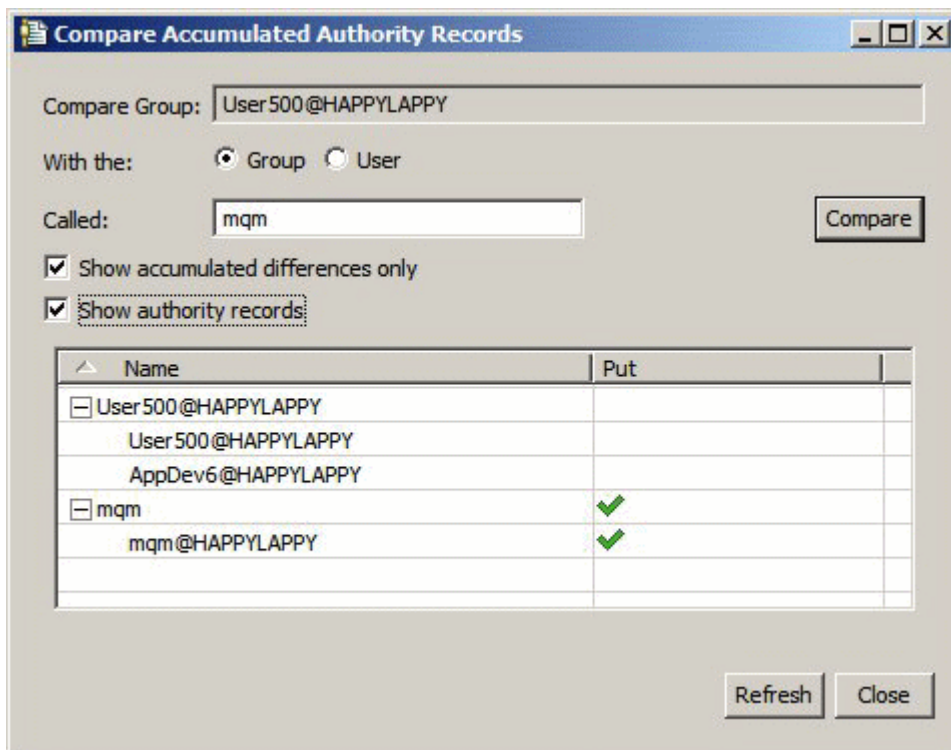 Compare Accumulated Authority Records
Compare Group: User500@HAPPYLAPPY
With the: Group User
Called: mqm Compare
Show accumulated differences only
Show authority records
Name Put
User500@HAPPYLAPPY
User500@HAPPYLAPPY
AppDev6@HAPPYLAPPY
mqm
mqm@HAPPYLAPPY
Refresh Close